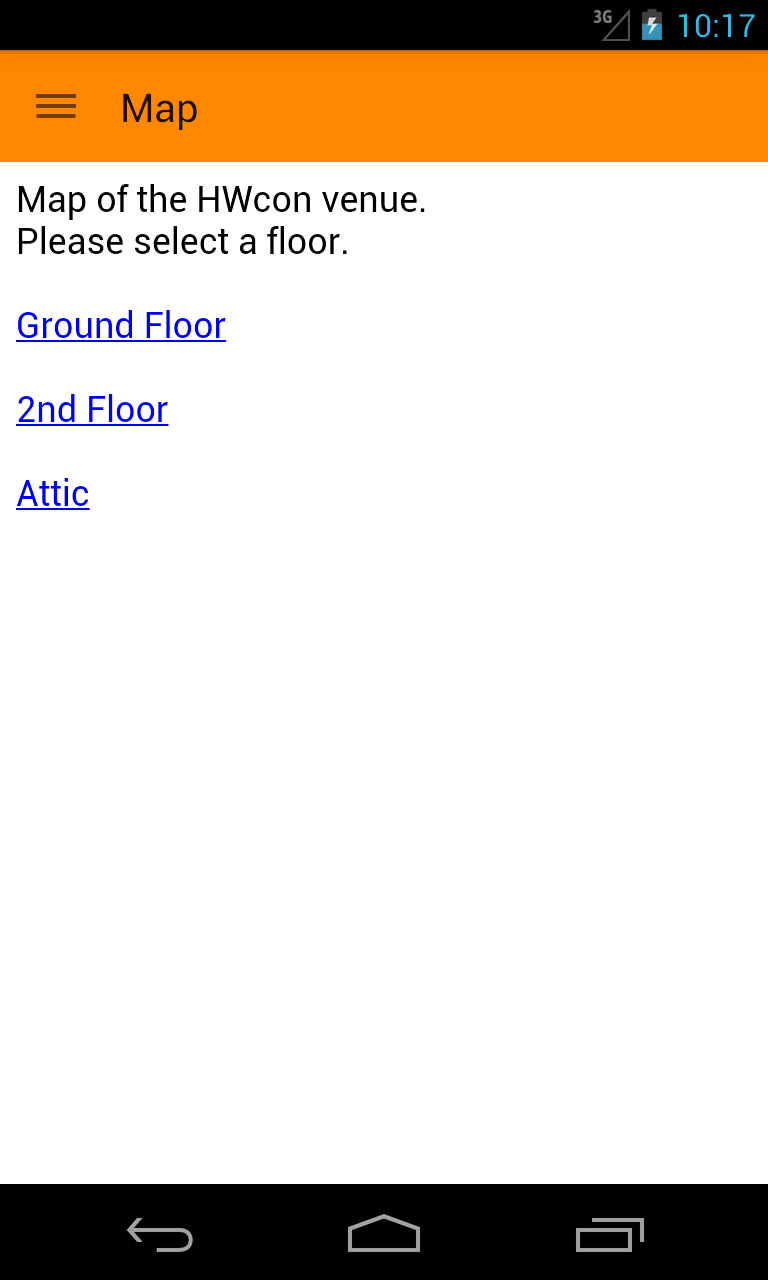 3G 10:17
Map
Map of the HWcon venue.
Please select a floor.
Ground Floor
2nd Floor
Attic